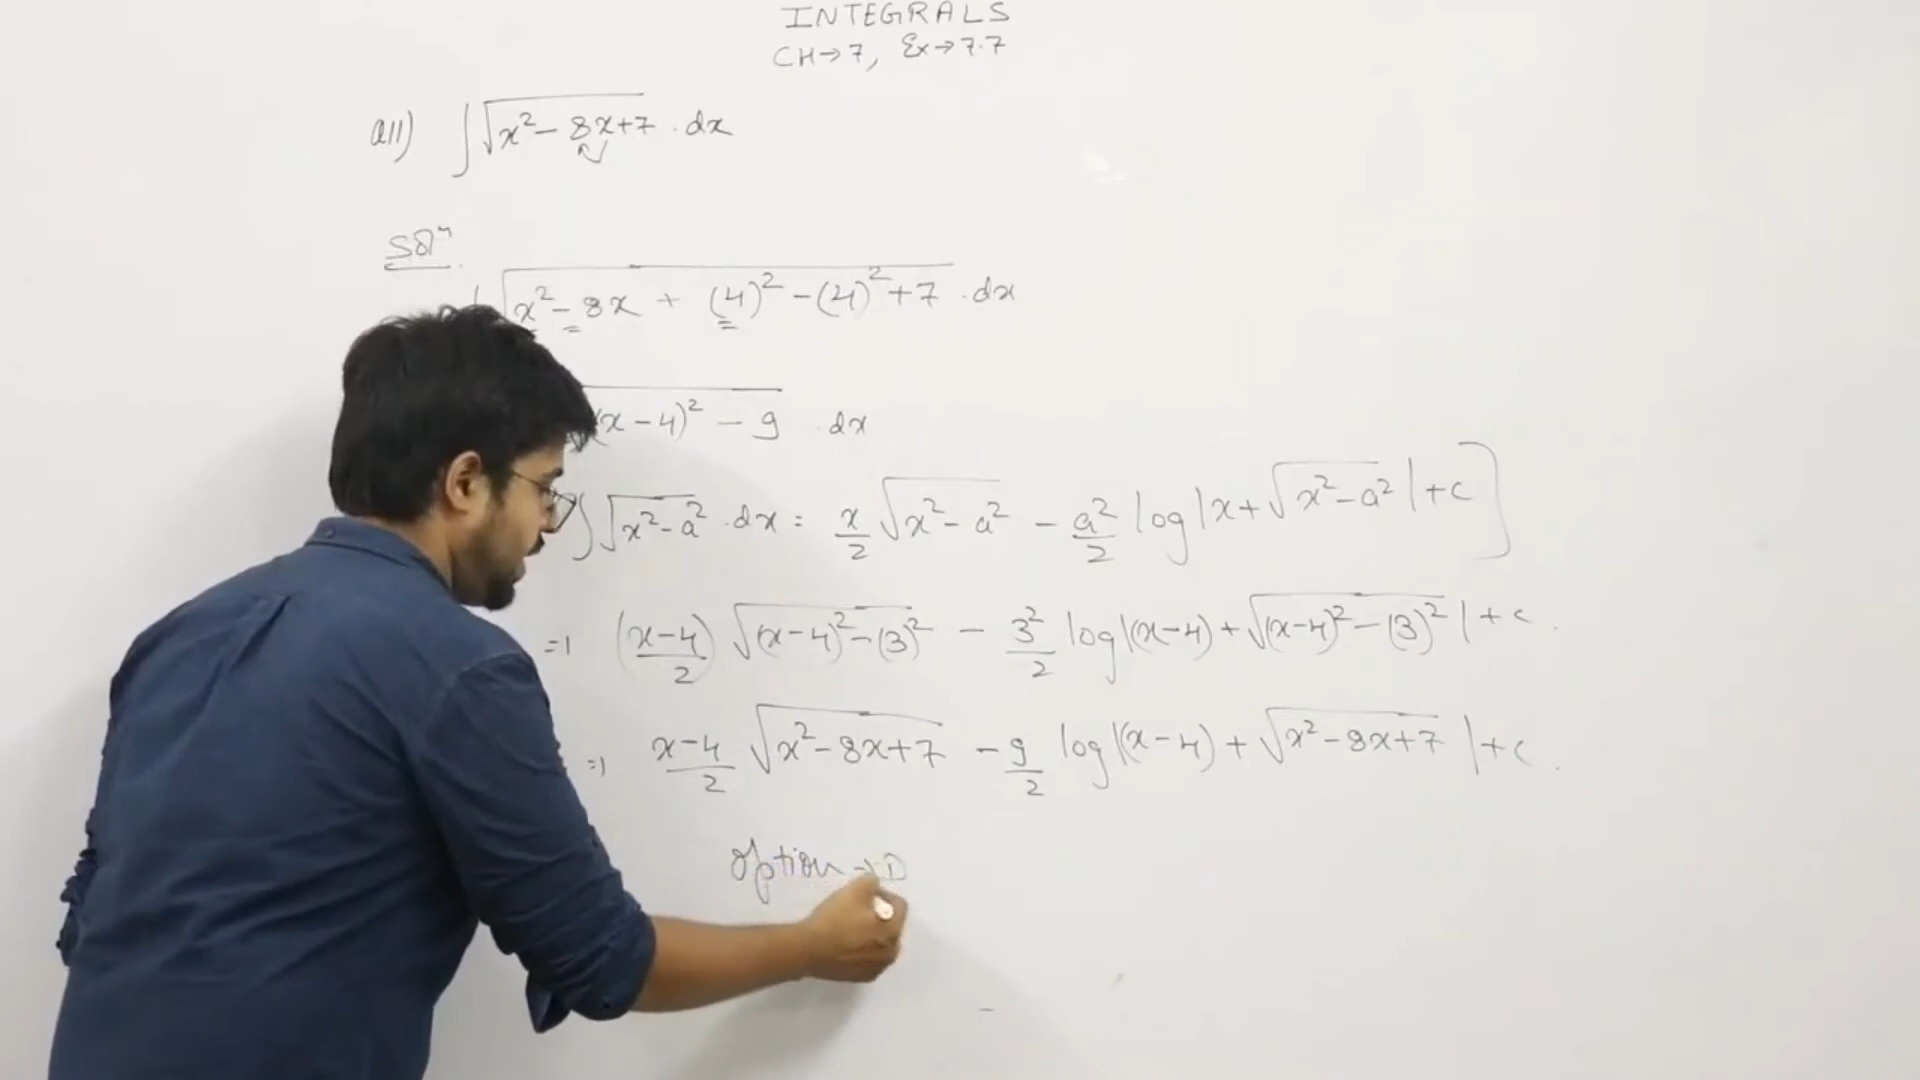 INTEGRALS
CH→7, Ex→7.7
Q11) ∫√(x²-8x+7) . dx
Solⁿ
√(x²-8x + (4)² -(4)²+7) . dx
(x-4)² - 9 . dx
∫√(x²-a²) . dx = x/2 √(x²-a²) - a²/2 log|x+√(x²-a²)|+c]
=) (x-4)/2 √((x-4)²-(3)²) - 3²/2 log|(x-4)+√((x-4)²-(3)²)|+c.
=) x-4/2 √(x²-8x+7) - 9/2 log|(x-4)+√(x²-8x+7)|+c.
Option → D